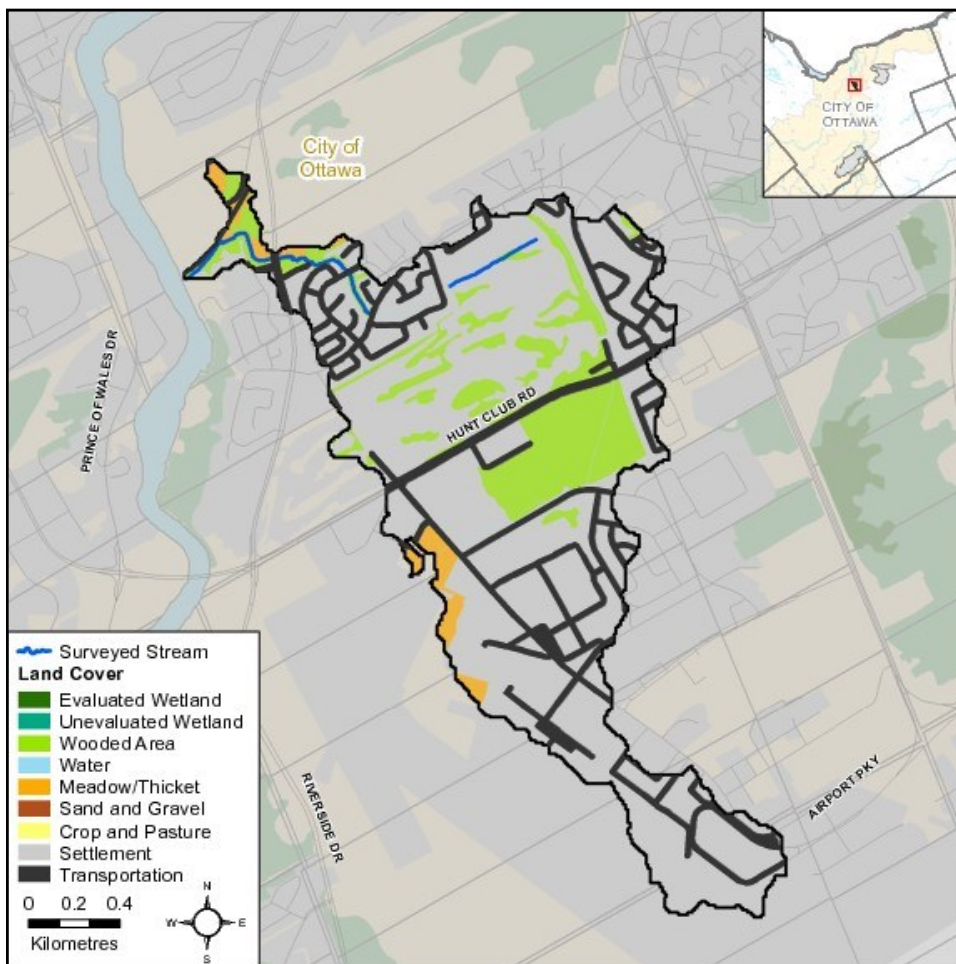 CITY OF
OTTAWA
City of
Ottawa
PRINCE OF WALES DR
HUNT CLUB RD
RIVERSIDE DR
AIRPORT PKY
Surveyed Stream
Land Cover
Evaluated Wetland
Unevaluated Wetland
Wooded Area
Water
Meadow/Thicket
Sand and Gravel
Crop and Pasture
Settlement
Transportation
0 0.2 0.4
Kilometres
N
W E
S